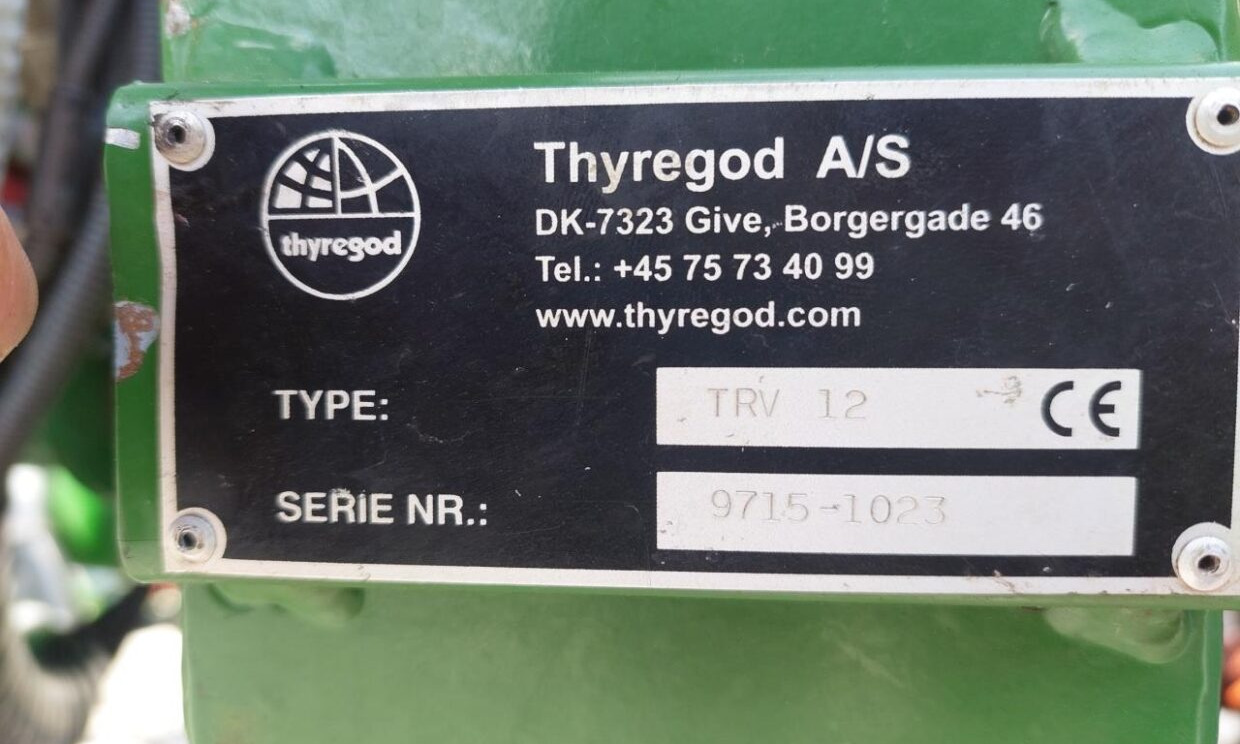 thyregod
Thyregod A/S
DK-7323 Give, Borgergade 46
Tel.: +45 75 73 40 99
www.thyregod.com
TYPE: TRV 12 CE
SERIE NR.: 9715-1023